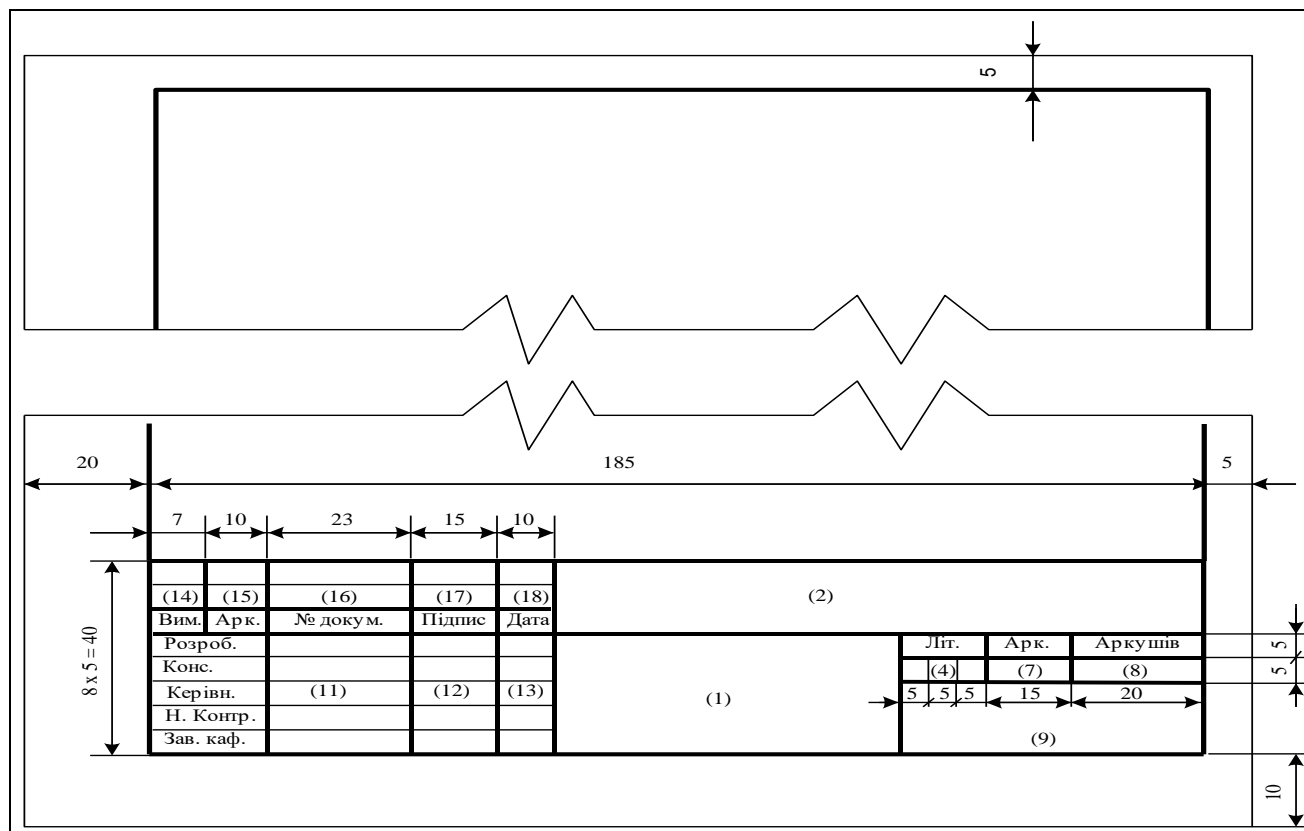 5
20 185 5
7 10 23 15 10
(14) (15) (16) (17) (18) (2)
Вим. Арк. № докум. Підпис Дата
Розроб. Літ. Арк. Аркушів 5
Конс. (4) (7) (8) 5
Керівн. (11) (12) (13) (1) 5 5 5 15 20
8 x 5 = 40
Н. Контр.
Зав. каф. (9)
10